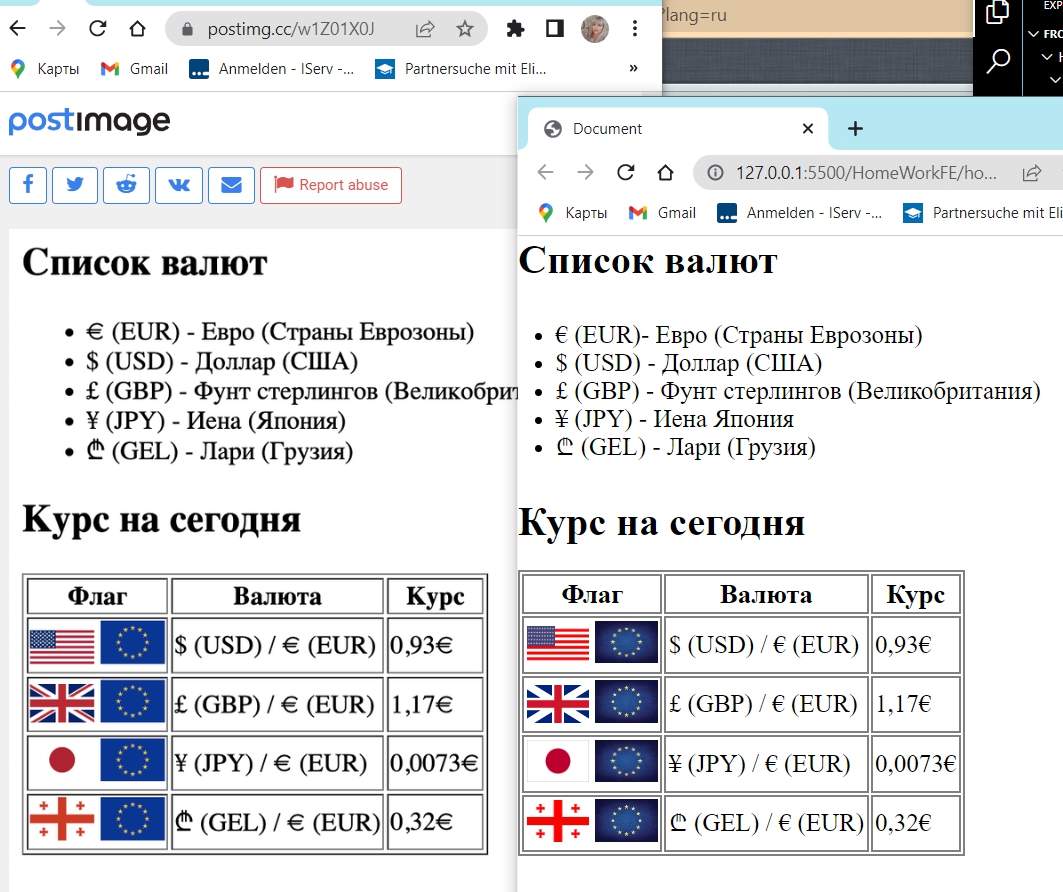 postimg.cc/w1Z01X0J
Карты Gmail Anmelden - IServ -... Partnersuche mit Eli... »
postimage
Report abuse
Список валют
• € (EUR) - Евро (Страны Еврозоны)
• $ (USD) - Доллар (США)
• £ (GBP) - Фунт стерлингов (Великобрит
• ¥ (JPY) - Иена (Япония)
• ₾ (GEL) - Лари (Грузия)
Курс на сегодня
Флаг Валюта Курс
$ (USD) / € (EUR) 0,93€
£ (GBP) / € (EUR) 1,17€
¥ (JPY) / € (EUR) 0,0073€
₾ (GEL) / € (EUR) 0,32€
?lang=ru
EXP
FRO
Document
127.0.0.1:5500/HomeWorkFE/ho...
Карты Gmail Anmelden - IServ -... Partnersuche mit Eli
Список валют
• € (EUR)- Евро (Страны Еврозоны)
• $ (USD) - Доллар (США)
• £ (GBP) - Фунт стерлингов (Великобритания)
• ¥ (JPY) - Иена Япония
• ₾ (GEL) - Лари (Грузия)
Курс на сегодня
Флаг Валюта Курс
$ (USD) / € (EUR) 0,93€
£ (GBP) / € (EUR) 1,17€
¥ (JPY) / € (EUR) 0,0073€
₾ (GEL) / € (EUR) 0,32€